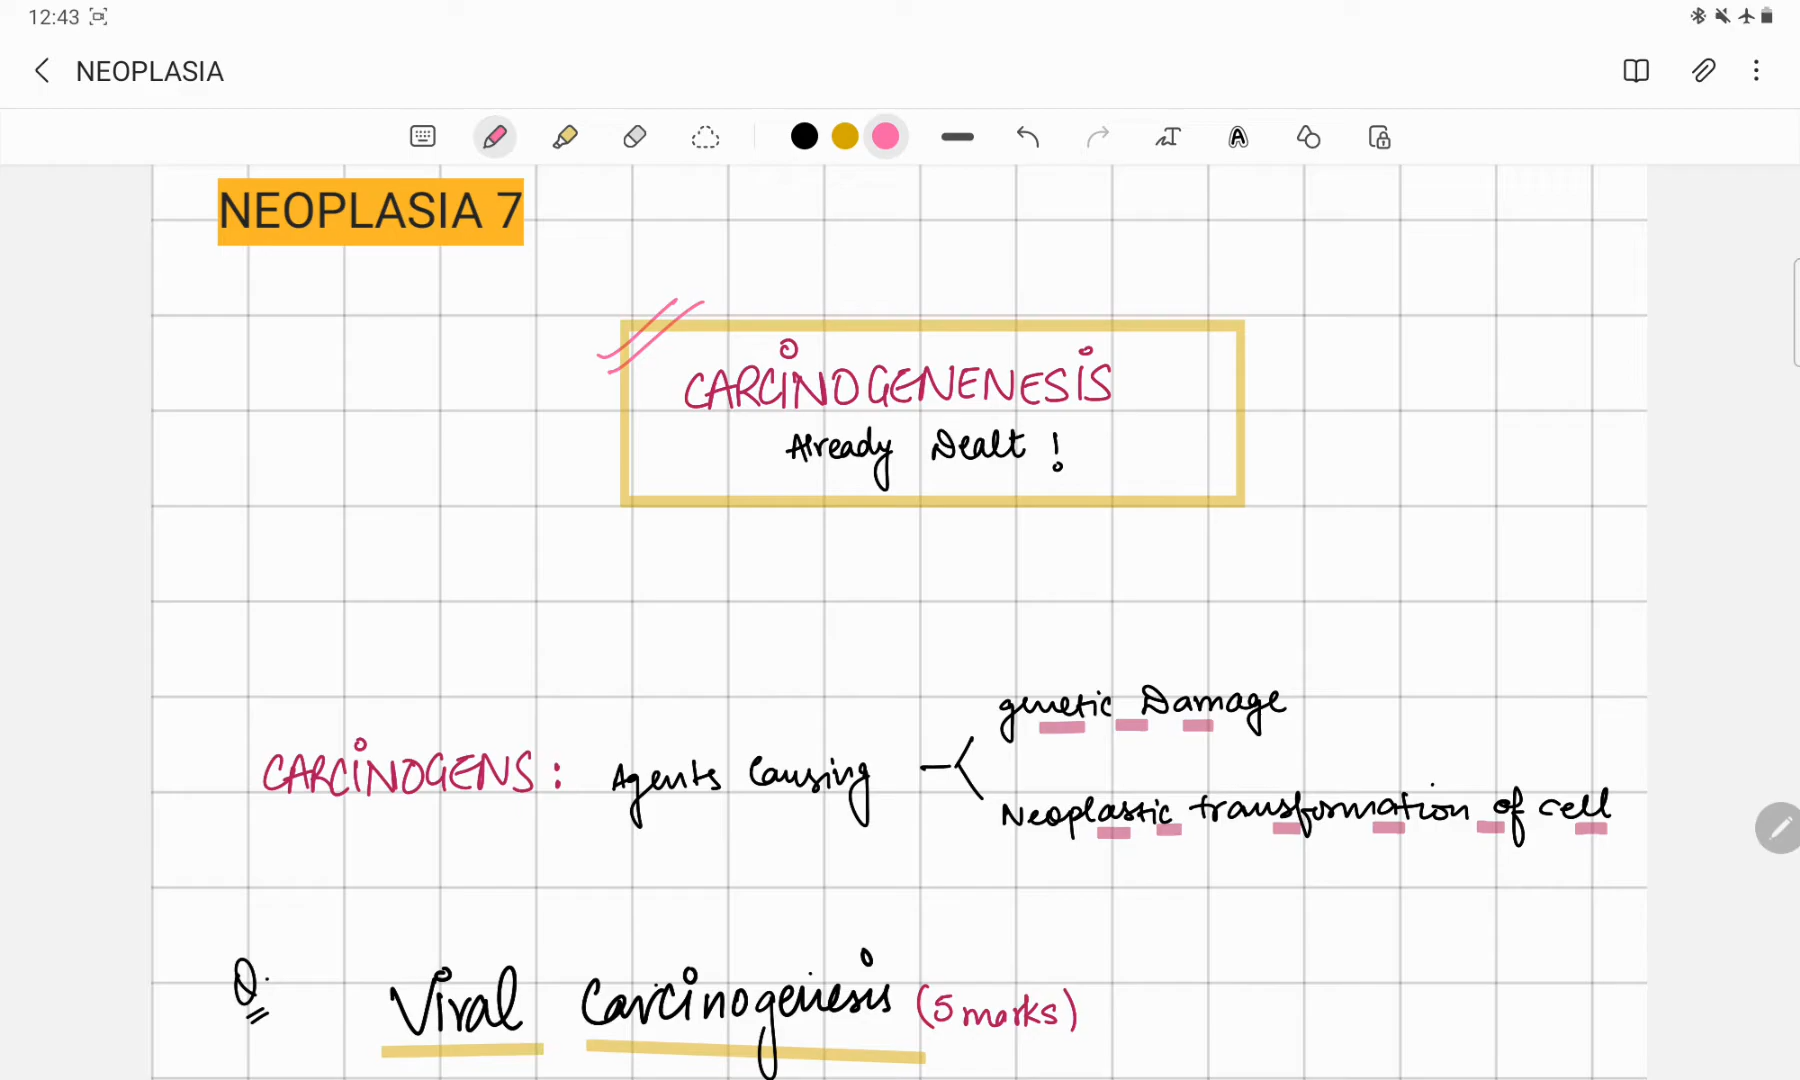 12:43
NEOPLASIA
NEOPLASIA 7
CARCINOGENENESIS
Already Dealt !
genetic Damage
CARCINOGENS : Agents Causing
Neoplastic transformation of cell
Q. Viral Carcinogenesis (5 marks)